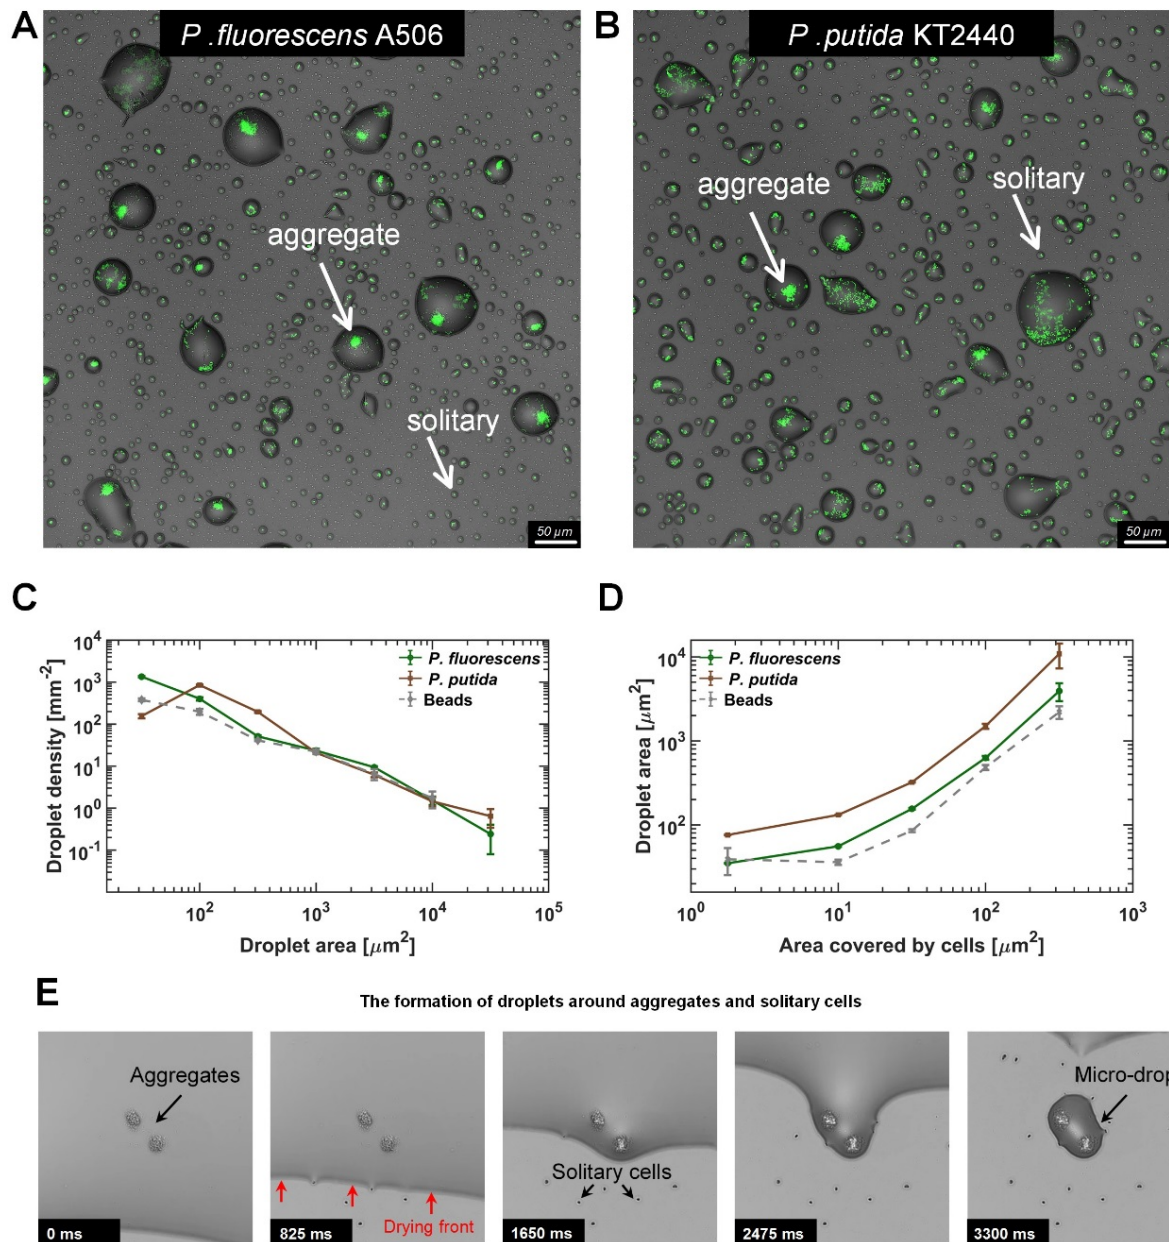 A
P .fluorescens A506
aggregate
solitary
50 μm
B
P .putida KT2440
aggregate
solitary
50 μm
C
Droplet density [mm⁻²]
10⁴
10³
10²
10¹
10⁰
10⁻¹
P. fluorescens
P. putida
Beads
10² 10³ 10⁴ 10⁵
Droplet area [μm²]
D
Droplet area [μm²]
10⁴
10³
10²
P. fluorescens
P. putida
Beads
10⁰ 10¹ 10² 10³
Area covered by cells [μm²]
E
The formation of droplets around aggregates and solitary cells
Aggregates
0 ms
Drying front
825 ms
Solitary cells
1650 ms
2475 ms
Micro-drop
3300 ms